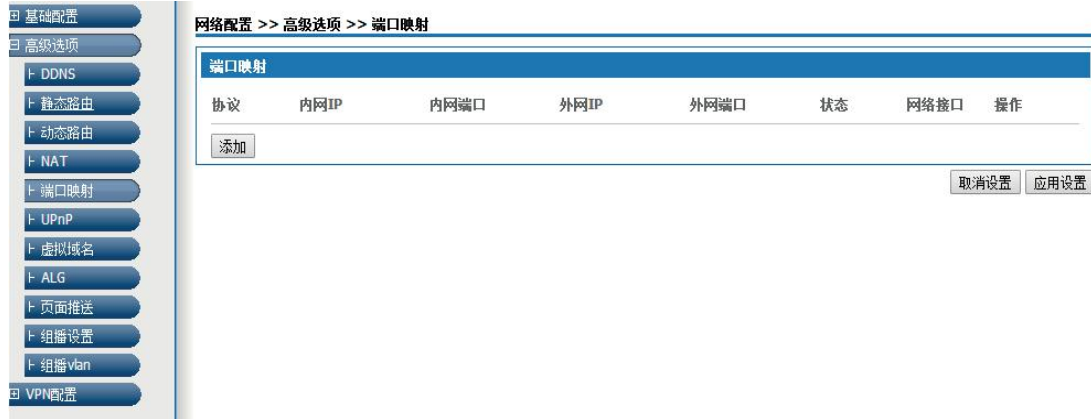 基础配置
高级选项
DDNS
静态路由
动态路由
NAT
端口映射
UPnP
虚拟域名
ALG
页面推送
组播设置
组播vlan
VPN配置
网络配置 >> 高级选项 >> 端口映射
端口映射
协议 内网IP 内网端口 外网IP 外网端口 状态 网络接口 操作
添加
取消设置 应用设置